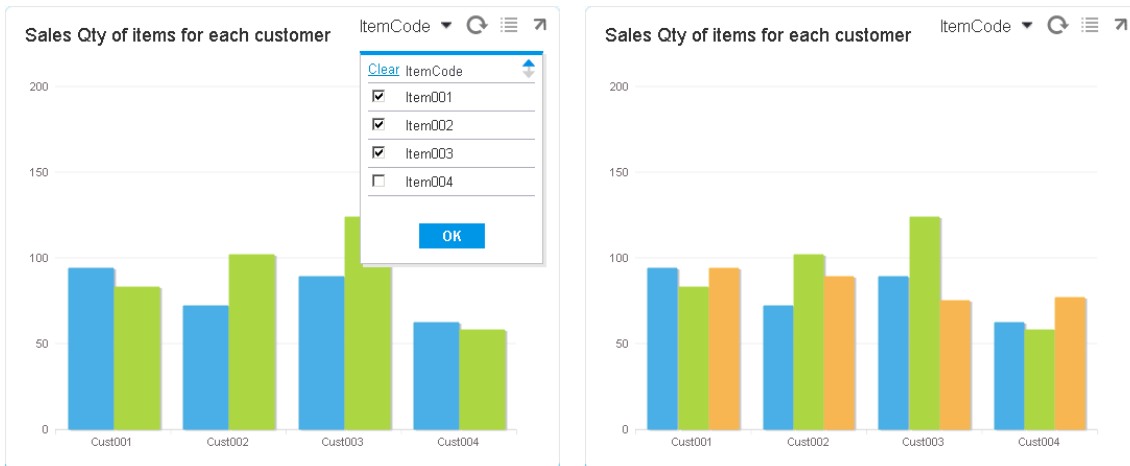 Sales Qty of items for each customer
ItemCode
Clear ItemCode
Item001
Item002
Item003
Item004
OK
200
150
100
50
0
Cust001 Cust002 Cust003 Cust004
Sales Qty of items for each customer
ItemCode
200
150
100
50
0
Cust001 Cust002 Cust003 Cust004